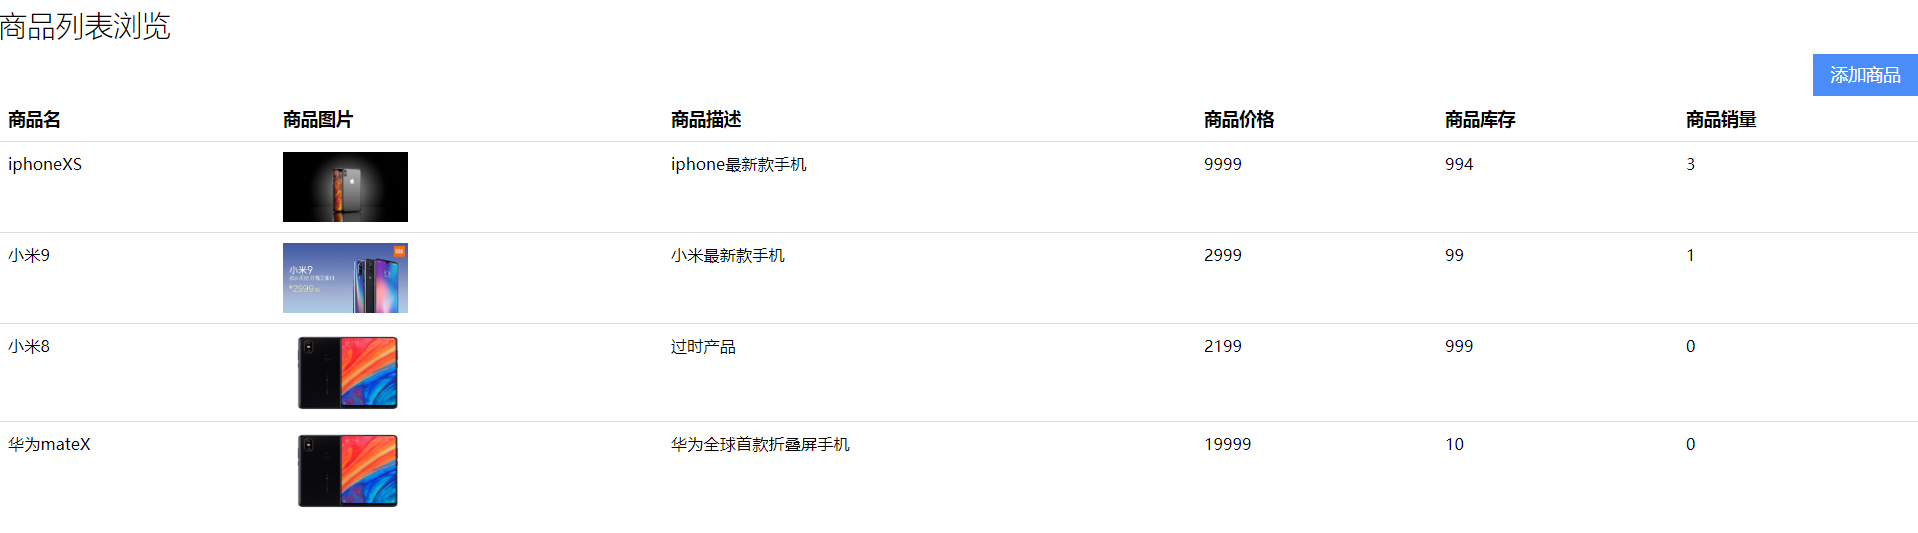 商品列表浏览
添加商品
商品名 商品图片 商品描述 商品价格 商品库存 商品销量
iphoneXS iphone最新款手机 9999 994 3
小米9 小米最新款手机 2999 99 1
小米9
¥2999起
小米8 过时产品 2199 999 0
华为mateX 华为全球首款折叠屏手机 19999 10 0